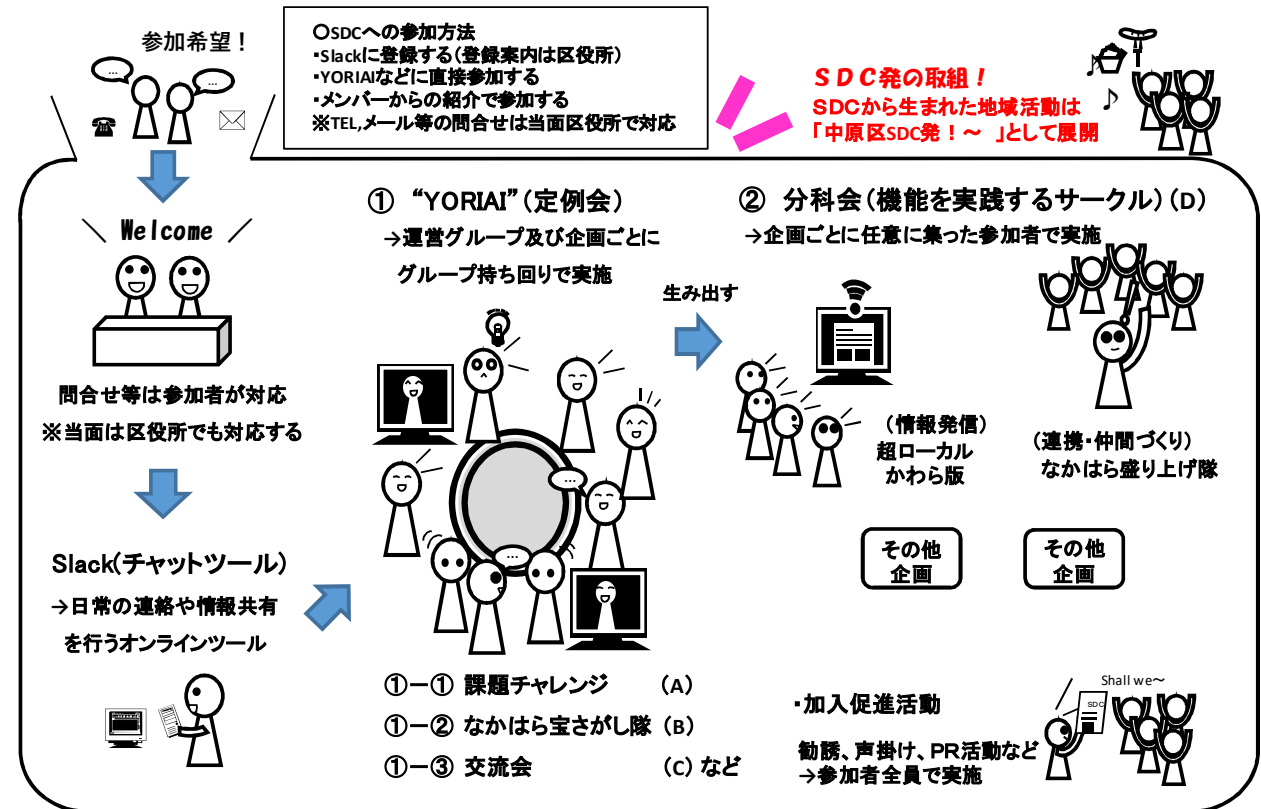 参加希望！
…
…
○SDCへの参加方法
・Slackに登録する（登録案内は区役所）
・YORIAIなどに直接参加する
・メンバーからの紹介で参加する
※TEL,メール等の問合せは当面区役所で対応
ＳＤＣ発の取組！
SDCから生まれた地域活動は
「中原区SDC発！～　」として展開
Welcome
問合せ等は参加者が対応
※当面は区役所でも対応する
Slack(チャットツール)
→日常の連絡や情報共有
を行うオンラインツール
① “YORIAI”（定例会）
→運営グループ及び企画ごとに
グループ持ち回りで実施
…
…
①－① 課題チャレンジ （A）
①－② なかはら宝さがし隊 （B）
①－③ 交流会 （C）など
生み出す
② 分科会（機能を実践するサークル）（D）
→企画ごとに任意に集った参加者で実施
（情報発信）
超ローカル
かわら版
（連携・仲間づくり）
なかはら盛り上げ隊
その他
企画
その他
企画
・加入促進活動
勧誘、声掛け、PR活動など
→参加者全員で実施
Shall we～
SDC